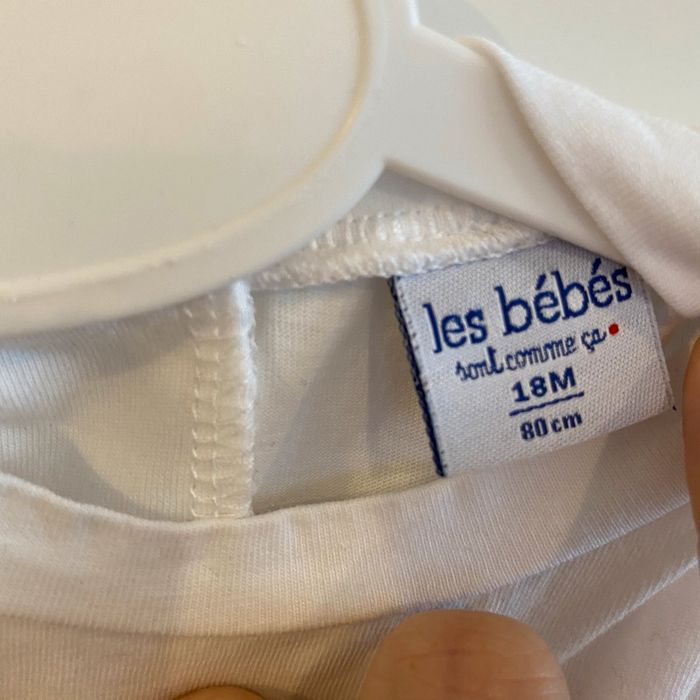 les bébés
sont comme ça.
18M
80 cm